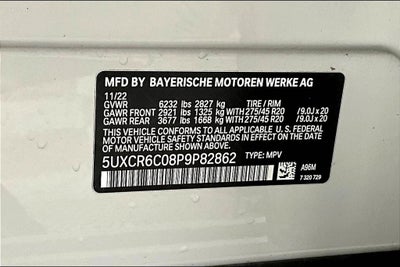 MFD BY BAYERISCHE MOTOREN WERKE AG
11/22
GVWR 6232 lbs 2827 kg TIRE / RIM
GAWR FRONT 2921 lbs 1325 kg WITH 275/45 R20 /9.0J x 20
GAWR REAR 3677 lbs 1668 kg WITH 275/45 R20 /9.0J x 20
THIS VEHICLE CONFORMS TO ALL APPLICABLE U. S. FEDERAL
MOTOR VEHICLE SAFETY STANDARDS IN EFFECT ON THE DATE OF
MANUFACTURE SHOWN ABOVE.
5UXCR6C08P9P82862 TYPE: MPV
A96M
7 320 729